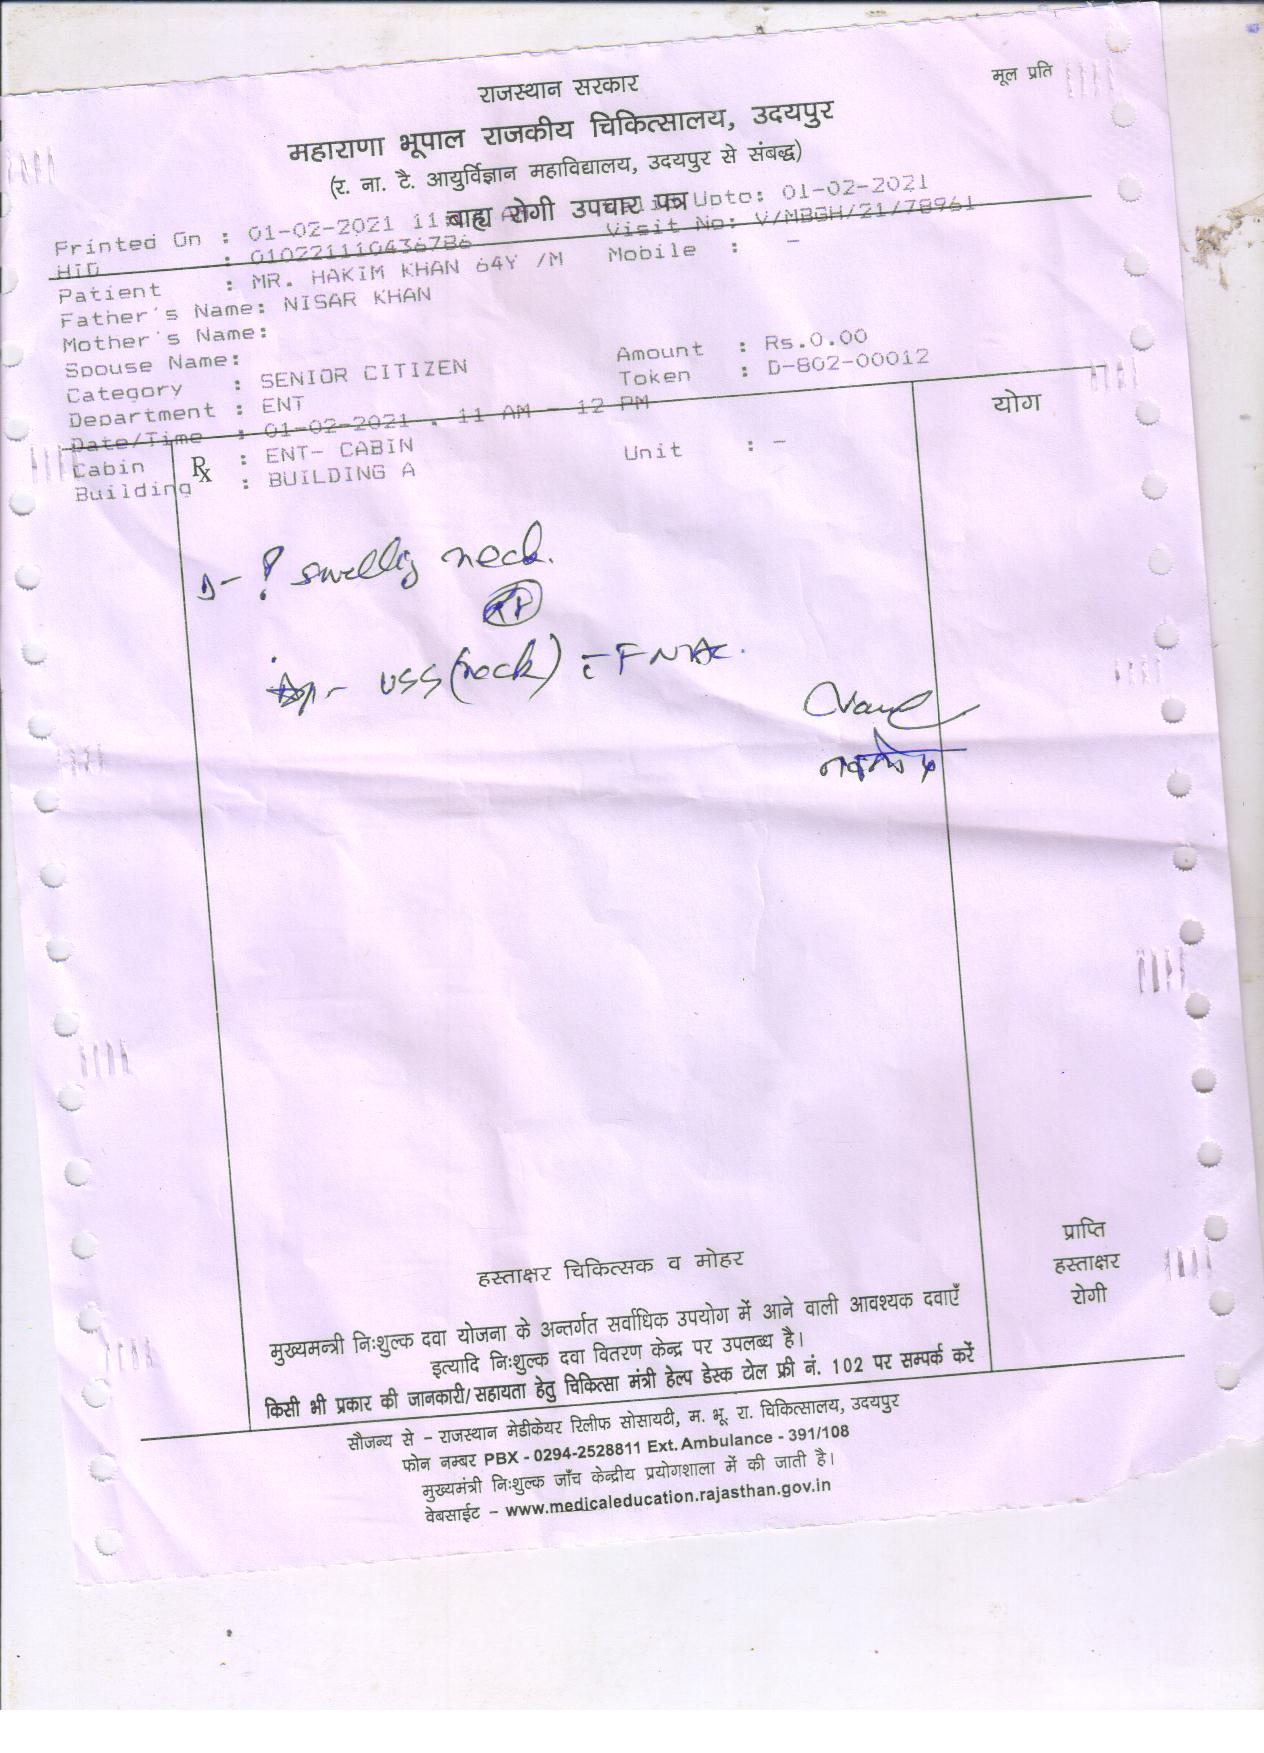 मूल प्रति
राजस्थान सरकार
महाराणा भूपाल राजकीय चिकित्सालय, उदयपुर
(र. ना. टै. आयुर्विज्ञान महाविद्यालय, उदयपुर से संबद्ध)
बाह्य रोगी उपचार पत्र
Printed On : 01-02-2021 11: Upto: 01-02-2021
HID : 010221110436786 Visit No: V/MBGH/21/78961
Patient : MR. HAKIM KHAN 64Y /M Mobile : -
Father's Name: NISAR KHAN
Mother's Name:
Spouse Name:
Category : SENIOR CITIZEN Amount : Rs.0.00
Department : ENT Token : D-802-00012
Date/Time : 01-02-2021 , 11 AM - 12 PM
Cabin : ENT- CABIN Unit : -
Building : BUILDING A
Rx
योग
? swellig neck.
(neck) FNAC.
हस्ताक्षर चिकित्सक व मोहर
प्राप्ति
हस्ताक्षर
रोगी
मुख्यमन्त्री निःशुल्क दवा योजना के अन्तर्गत सर्वाधिक उपयोग में आने वाली आवश्यक दवाएँ
इत्यादि निःशुल्क दवा वितरण केन्द्र पर उपलब्ध है।
किसी भी प्रकार की जानकारी/सहायता हेतु चिकित्सा मंत्री हेल्प डेस्क टोल फ्री नं. 102 पर सम्पर्क करें
सौजन्य से - राजस्थान मेडीकेयर रिलीफ सोसायटी, म. भू. रा. चिकित्सालय, उदयपुर
फोन नम्बर PBX - 0294-2528811 Ext. Ambulance - 391/108
मुख्यमंत्री निःशुल्क जाँच केन्द्रीय प्रयोगशाला में की जाती है।
वेबसाईट - www.medicaleducation.rajasthan.gov.in